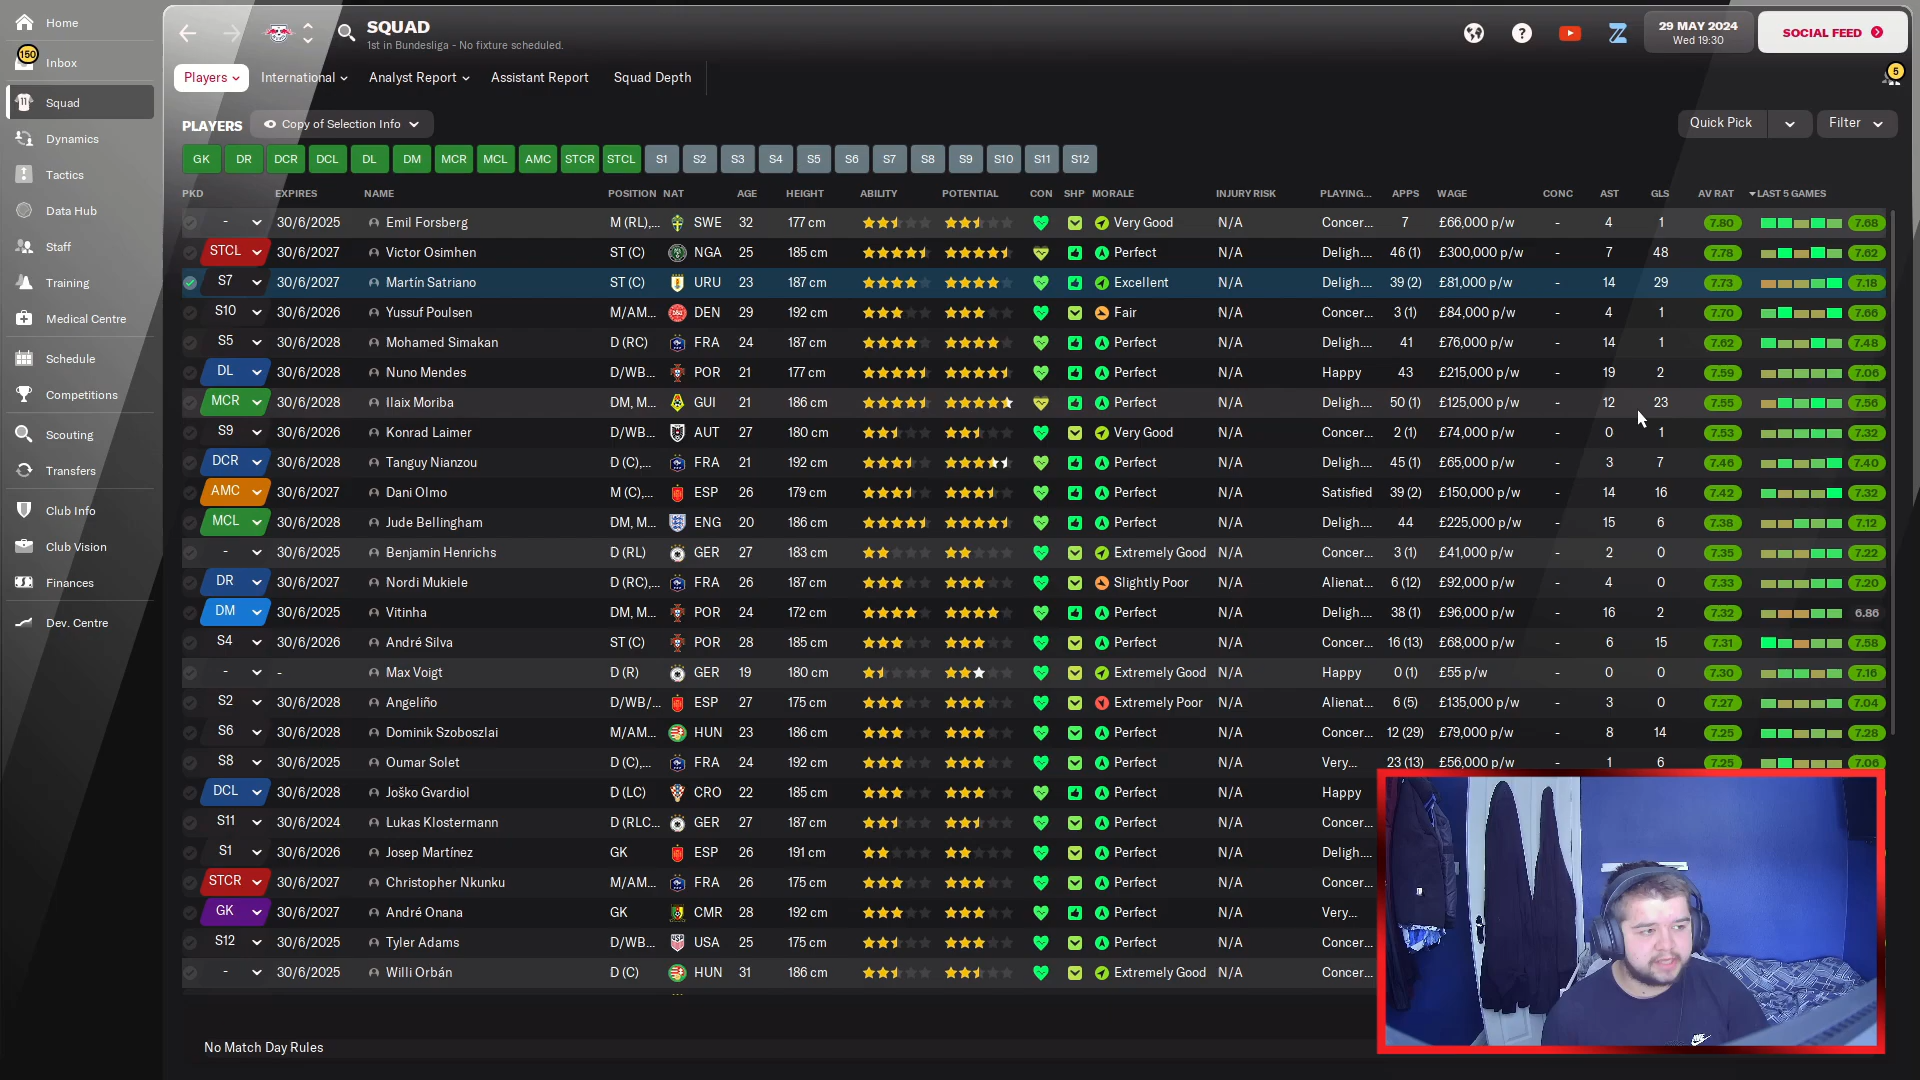 Home
150
Inbox
Squad
Dynamics
Tactics
Data Hub
Staff
Training
Medical Centre
Schedule
Competitions
Scouting
Transfers
Club Info
Club Vision
Finances
Dev. Centre
SQUAD
1st in Bundesliga - No fixture scheduled.
29 MAY 2024
Wed 19:30
SOCIAL FEED
Players International Analyst Report Assistant Report Squad Depth
5
PLAYERS Copy of Selection Info Quick Pick Filter
GK DR DCR DCL DL DM MCR MCL AMC STCR STCL S1 S2 S3 S4 S5 S6 S7 S8 S9 S10 S11 S12
PKD EXPIRES NAME POSITION NAT AGE HEIGHT ABILITY POTENTIAL CON SHP MORALE INJURY RISK PLAYING... APPS WAGE CONC AST GLS AV RAT LAST 5 GAMES
- 30/6/2025 Emil Forsberg M (RL),... SWE 32 177 cm Very Good N/A Concer... 7 £66,000 p/w - 4 1 7.80 7.68
STCL 30/6/2027 Victor Osimhen ST (C) NGA 25 185 cm Perfect N/A Deligh.... 46 (1) £300,000 p/w - 7 48 7.78 7.62
S7 30/6/2027 Martín Satriano ST (C) URU 23 187 cm Excellent N/A Deligh.... 39 (2) £81,000 p/w - 14 29 7.73 7.18
S10 30/6/2026 Yussuf Poulsen M/AM... DEN 29 192 cm Fair N/A Concer... 3 (1) £84,000 p/w - 4 1 7.70 7.66
S5 30/6/2028 Mohamed Simakan D (RC) FRA 24 187 cm Perfect N/A Deligh.... 41 £76,000 p/w - 14 1 7.62 7.48
DL 30/6/2028 Nuno Mendes D/WB... POR 21 177 cm Perfect N/A Happy 43 £215,000 p/w - 19 2 7.59 7.06
MCR 30/6/2028 Ilaix Moriba DM, M... GUI 21 186 cm Perfect N/A Deligh.... 50 (1) £125,000 p/w - 12 23 7.55 7.56
S9 30/6/2026 Konrad Laimer D/WB... AUT 27 180 cm Very Good N/A Concer... 2 (1) £74,000 p/w - 0 1 7.53 7.32
DCR 30/6/2028 Tanguy Nianzou D (C),... FRA 21 192 cm Perfect N/A Deligh.... 45 (1) £65,000 p/w - 3 7 7.46 7.40
AMC 30/6/2027 Dani Olmo M (C),... ESP 26 179 cm Perfect N/A Satisfied 39 (2) £150,000 p/w - 14 16 7.42 7.32
MCL 30/6/2028 Jude Bellingham DM, M... ENG 20 186 cm Perfect N/A Deligh.... 44 £225,000 p/w - 15 6 7.38 7.12
- 30/6/2025 Benjamin Henrichs D (RL) GER 27 183 cm Extremely Good N/A Concer... 3 (1) £41,000 p/w - 2 0 7.35 7.22
DR 30/6/2027 Nordi Mukiele D (RC),... FRA 26 187 cm Slightly Poor N/A Alienat... 6 (12) £92,000 p/w - 4 0 7.33 7.20
DM 30/6/2025 Vitinha DM, M... POR 24 172 cm Perfect N/A Deligh.... 38 (1) £96,000 p/w - 16 2 7.32 6.86
S4 30/6/2026 André Silva ST (C) POR 28 185 cm Perfect N/A Concer... 16 (13) £68,000 p/w - 6 15 7.31 7.58
- - Max Voigt D (R) GER 19 180 cm Extremely Good N/A Happy 0 (1) £55 p/w - 0 0 7.30 7.16
S2 30/6/2028 Angeliño D/WB/... ESP 27 175 cm Extremely Poor N/A Alienat... 6 (5) £135,000 p/w - 3 0 7.27 7.04
S6 30/6/2028 Dominik Szoboszlai M/AM... HUN 23 186 cm Perfect N/A Concer... 12 (29) £79,000 p/w - 8 14 7.25 7.28
S8 30/6/2025 Oumar Solet D (C),... FRA 24 192 cm Perfect N/A Very... 23 (13) £56,000 p/w - 1 6 7.25 7.06
DCL 30/6/2028 Joško Gvardiol D (LC) CRO 22 185 cm Perfect N/A Happy
S11 30/6/2024 Lukas Klostermann D (RLC... GER 27 187 cm Perfect N/A Concer...
S1 30/6/2026 Josep Martínez GK ESP 26 191 cm Perfect N/A Deligh...
STCR 30/6/2027 Christopher Nkunku M/AM... FRA 26 175 cm Perfect N/A Concer...
GK 30/6/2027 André Onana GK CMR 28 192 cm Perfect N/A Very...
S12 30/6/2025 Tyler Adams D/WB... USA 25 175 cm Perfect N/A Concer...
- 30/6/2025 Willi Orbán D (C) HUN 31 186 cm Extremely Good N/A Concer...
No Match Day Rules